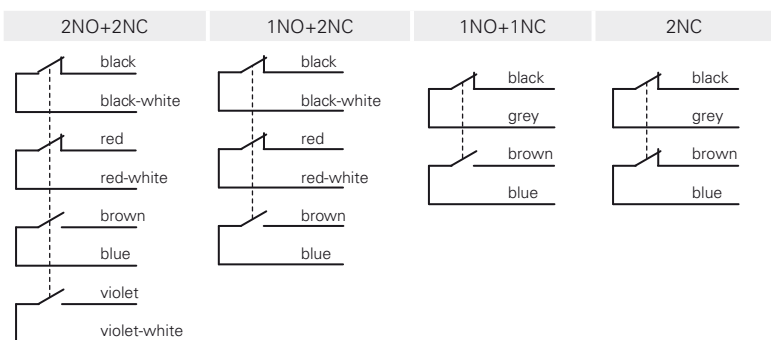 2NO+2NC
black
black-white
red
red-white
brown
blue
violet
violet-white
1NO+2NC
black
black-white
red
red-white
brown
blue
1NO+1NC
black
grey
brown
blue
2NC
black
grey
brown
blue